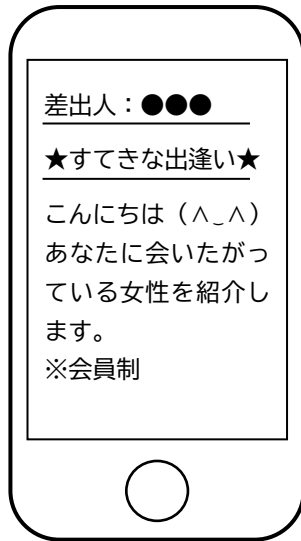 差出人：●●●
★すてきな出逢い★
こんにちは（∧‿∧）
あなたに会いたがっ
ている女性を紹介し
ます。
※会員制